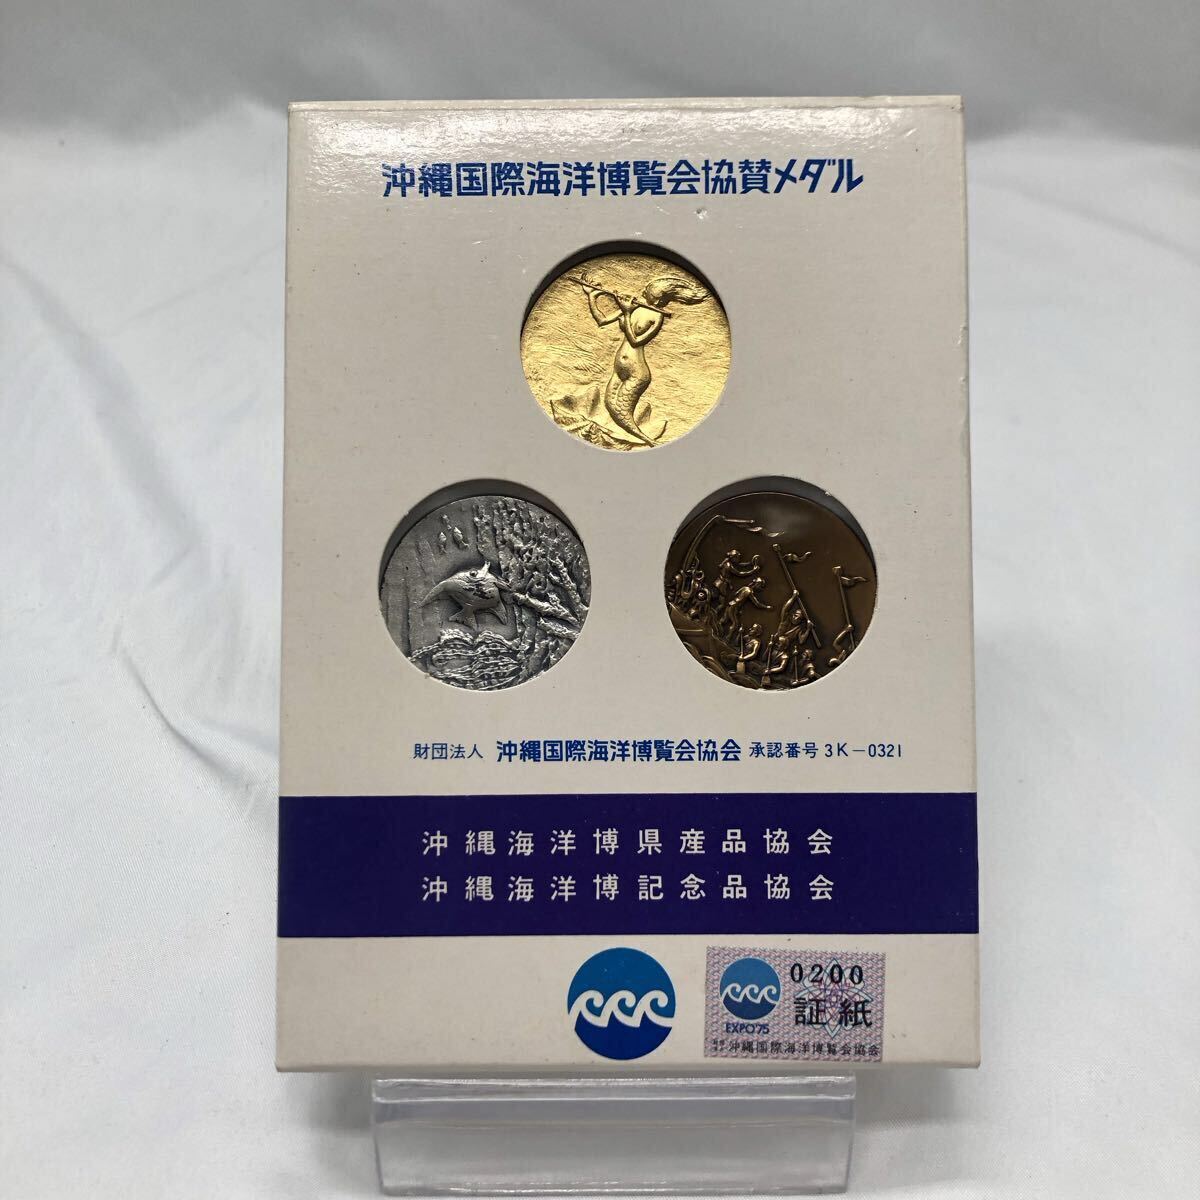 沖縄国際海洋博覧会協賛メダル
財団法人 沖縄国際海洋博覧会協会 承認番号 3K-0321
沖縄海洋博県産品協会
沖縄海洋博記念品協会
0200
証紙
EXPO'75
沖縄国際海洋博覧会協会